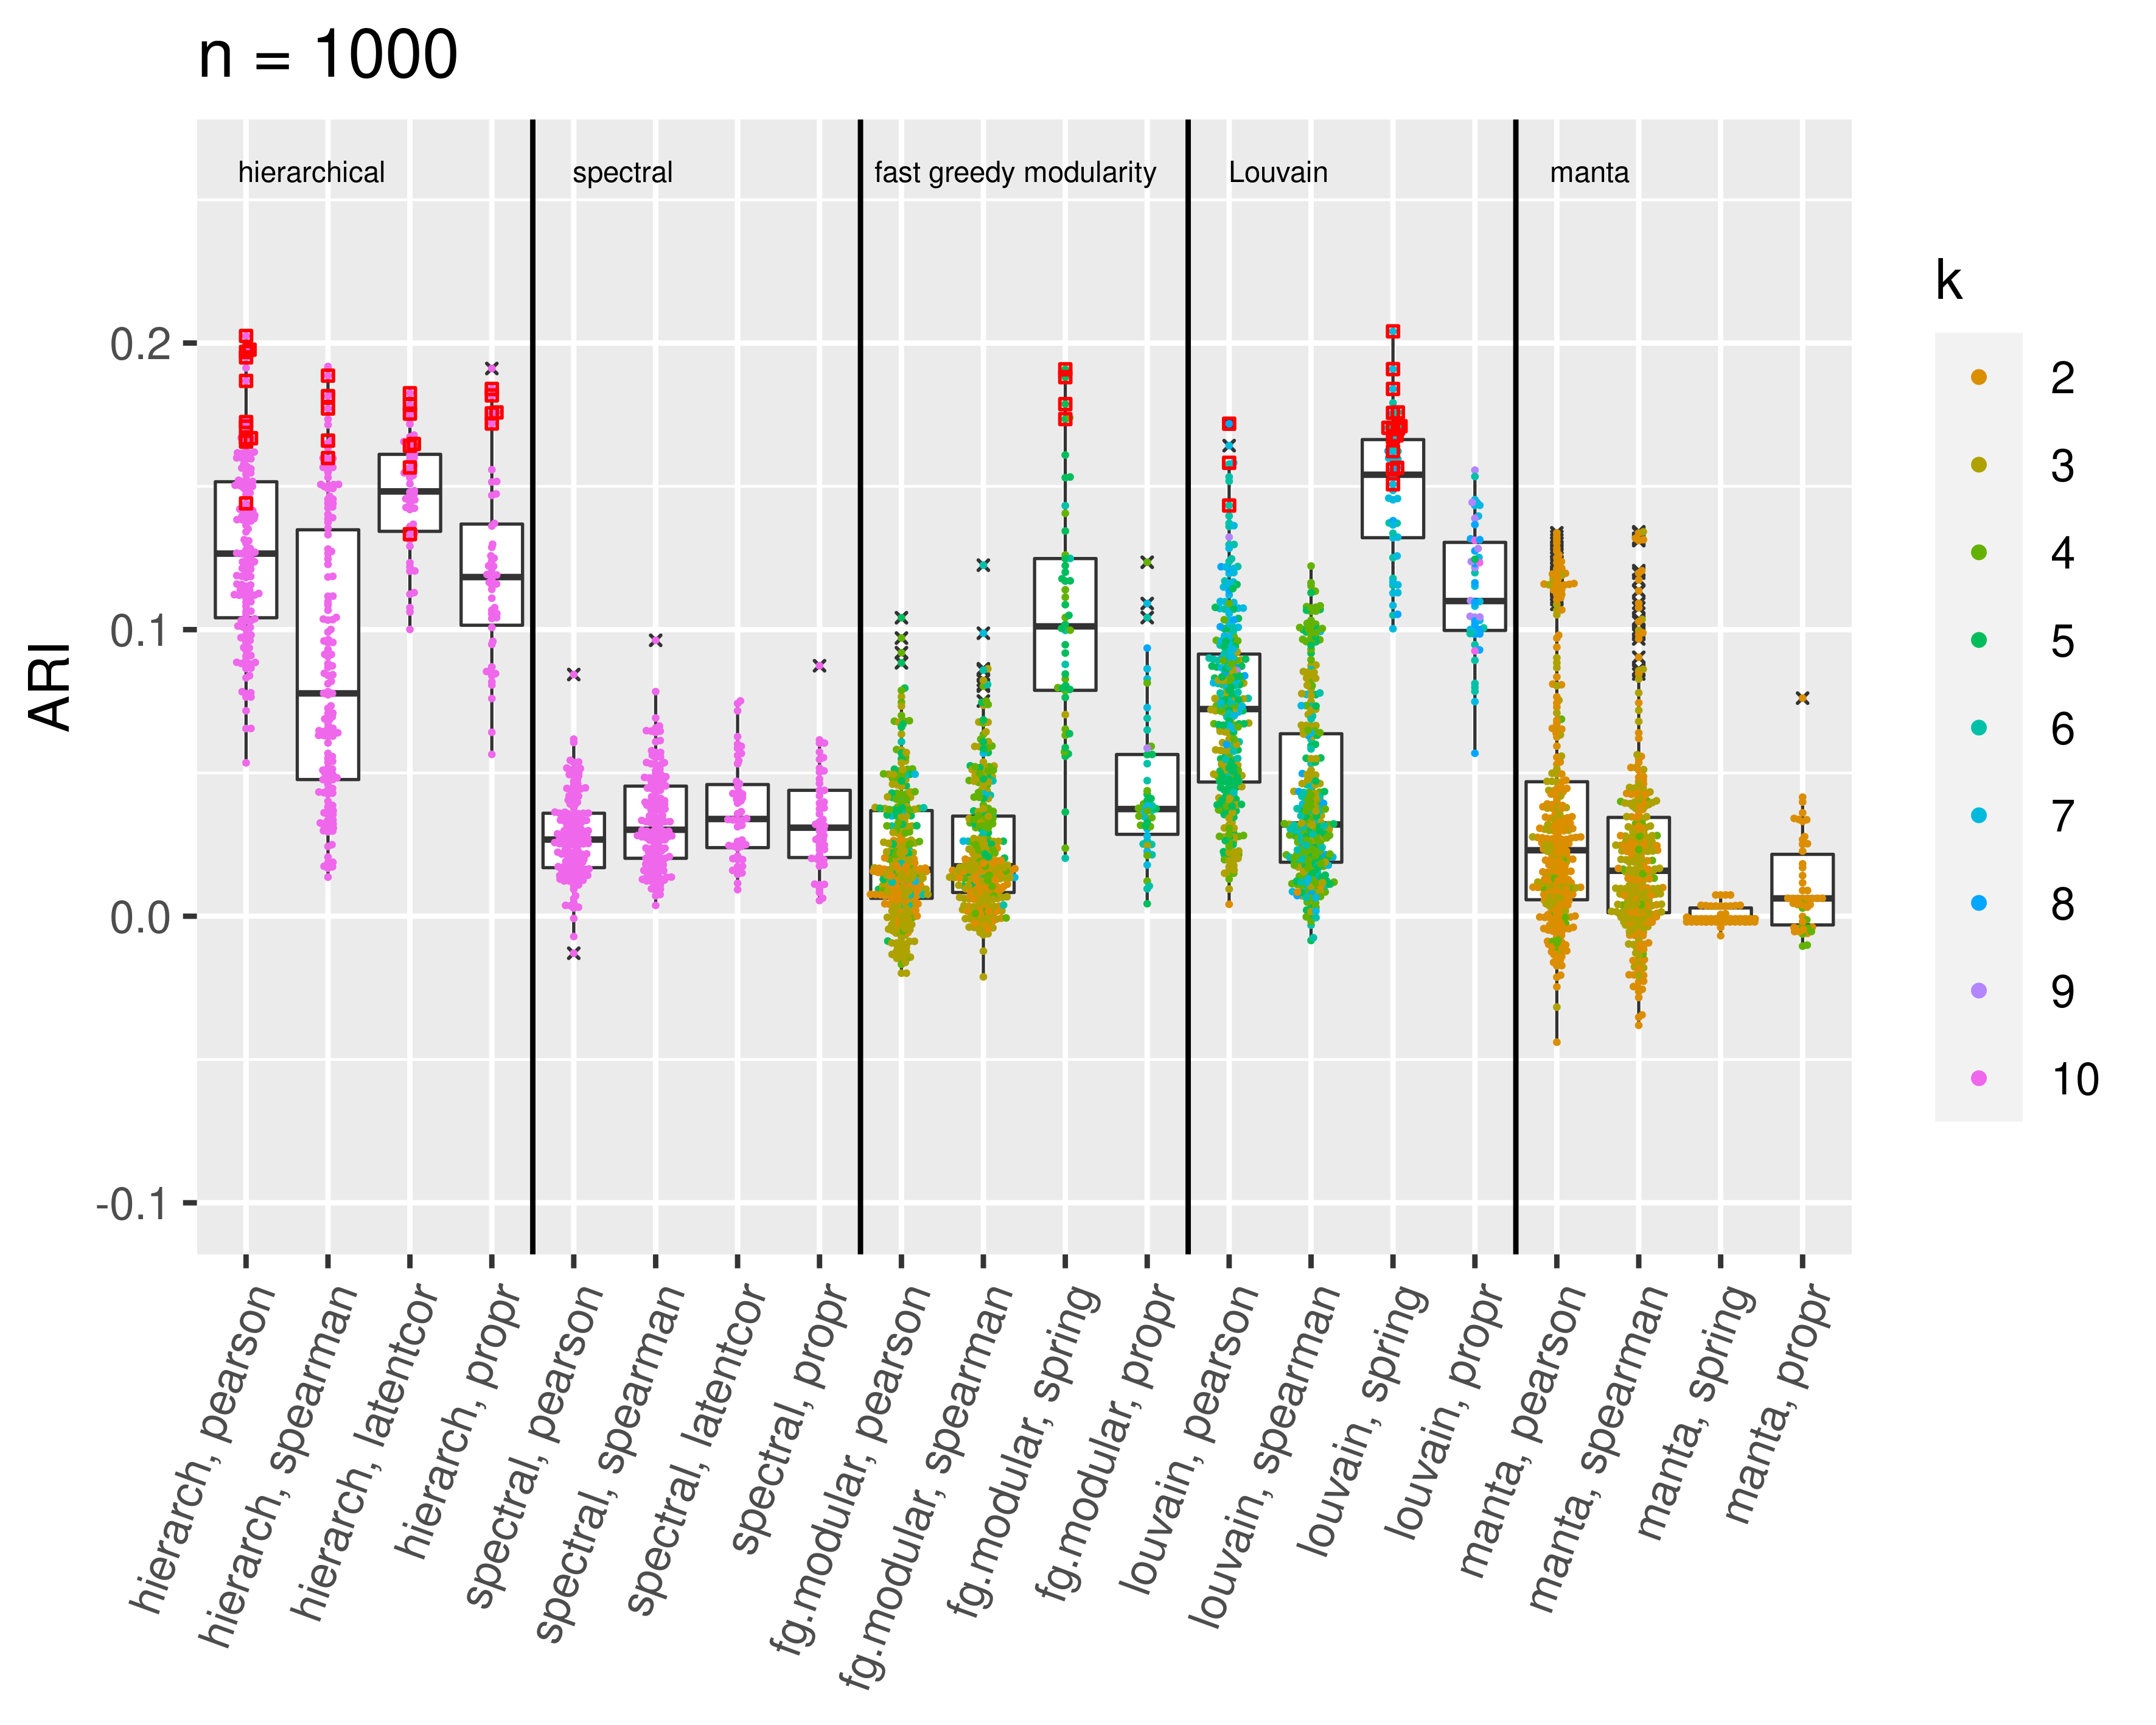 n = 1000
hierarchical
spectral
fast greedy modularity
Louvain
manta
ARI
0.2
0.1
0.0
-0.1
k
2
3
4
5
6
7
8
9
10
hierarch, pearson
hierarch, spearman
hierarch, latentcor
hierarch, propr
spectral, pearson
spectral, spearman
spectral, latentcor
spectral, propr
fg.modular, pearson
fg.modular, spearman
fg.modular, spring
fg.modular, propr
louvain, pearson
louvain, spearman
louvain, spring
louvain, propr
manta, pearson
manta, spearman
manta, spring
manta, propr